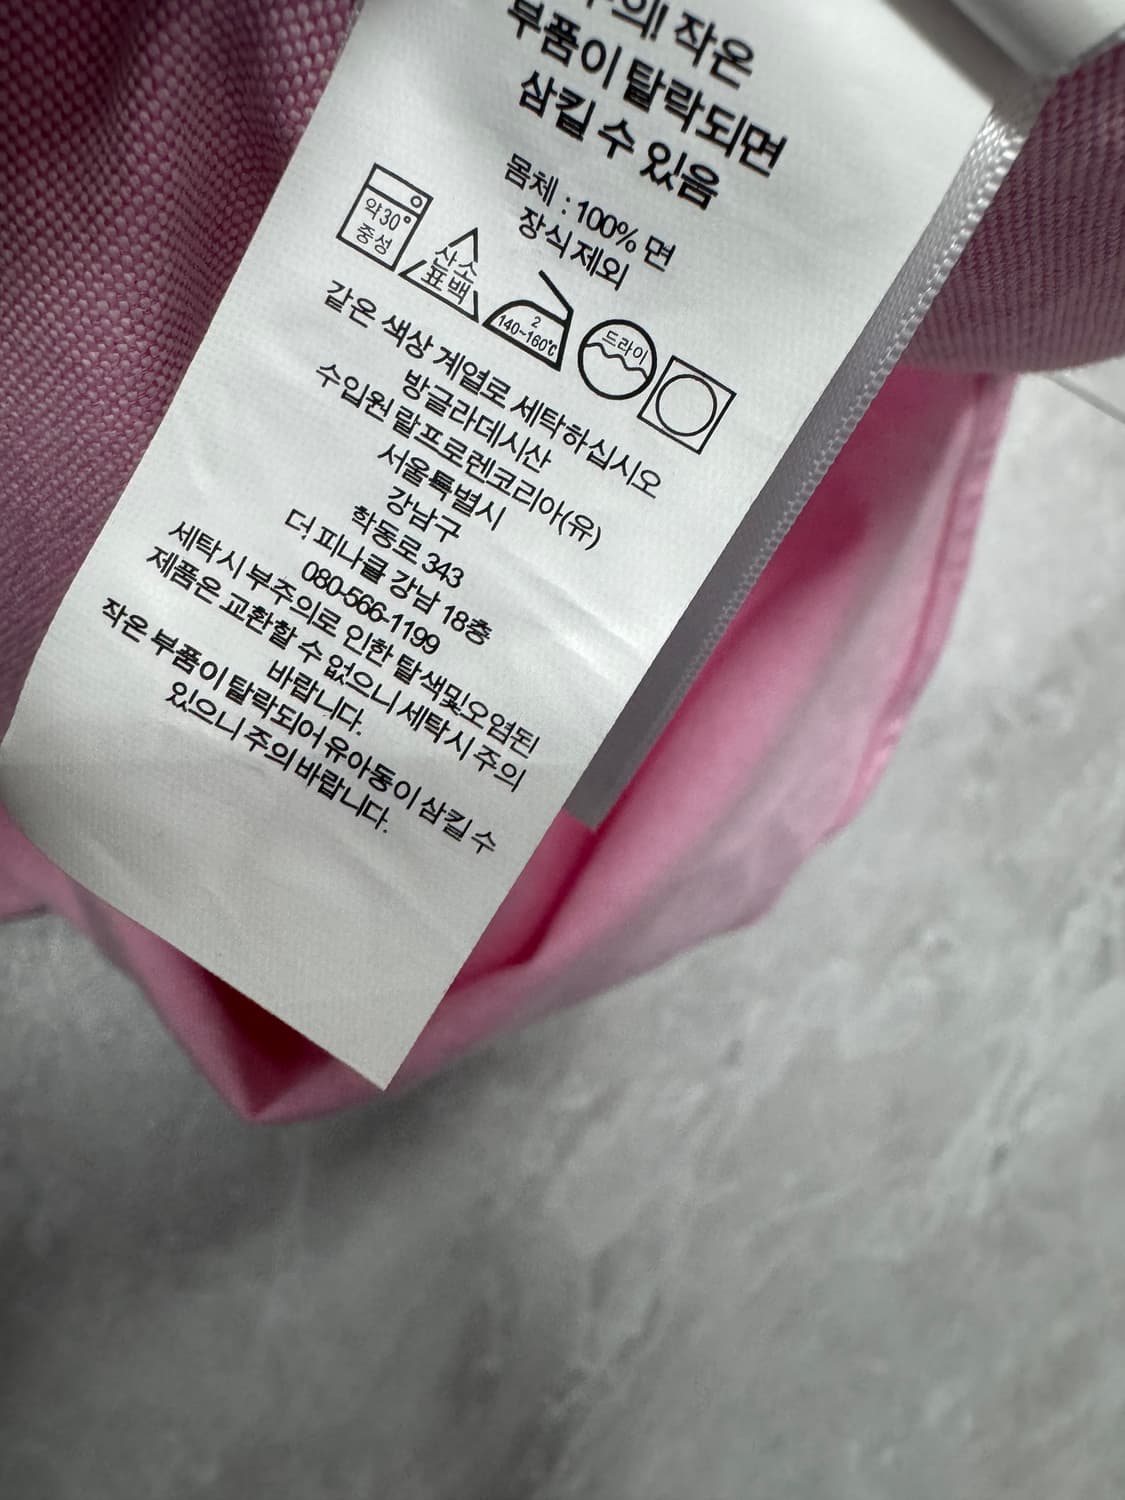 주의! 작은
부품이 탈락되면
삼킬 수 있음
몸체 : 100% 면
장식제외
약30°
중성
산소
표백
2
140~160℃
드라이
같은 색상 계열로 세탁하십시오
방글라데시산
수입원 랄프로렌코리아(유)
서울특별시
강남구
학동로 343
더 피나클 강남 18층
080-566-1199
세탁시 부주의로 인한 탈색및오염된
제품은 교환할 수 없으니 세탁시 주의
바랍니다.
작은 부품이 탈락되어 유아동이 삼킬 수
있으니 주의 바랍니다.